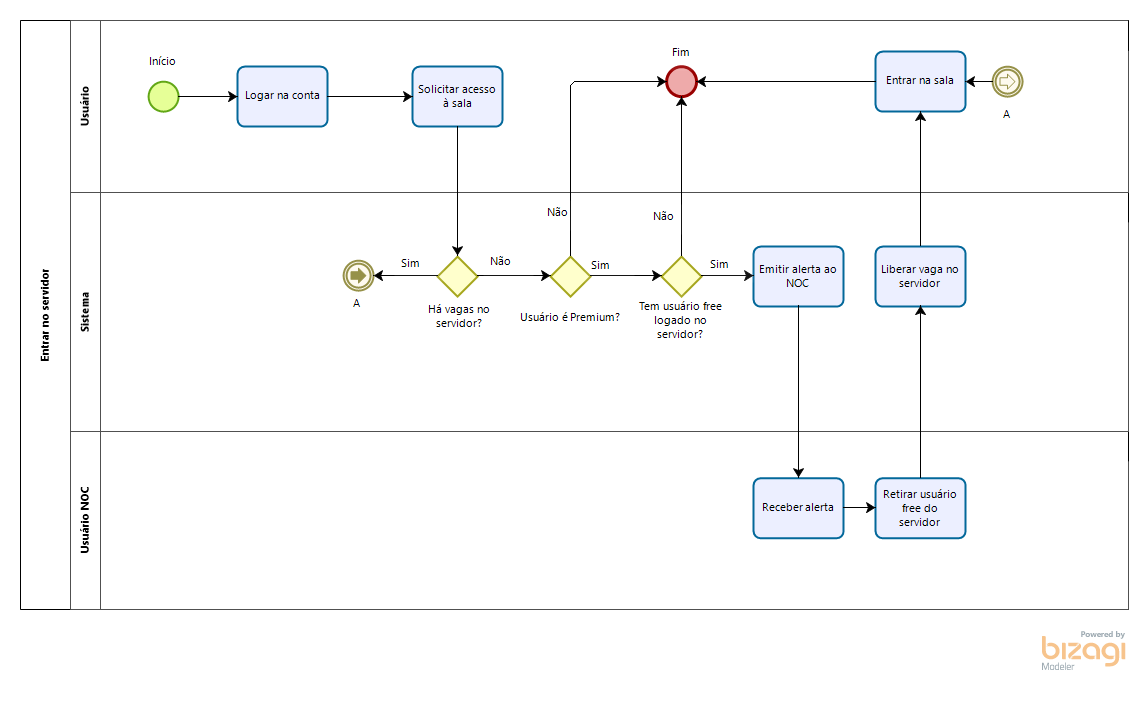 Entrar no servidor
Usuário
Início
Logar na conta
Solicitar acesso
à sala
Fim
Entrar na sala
A
Sistema
Não
Não
Sim
Não
Sim
Sim
A
Há vagas no
servidor?
Usuário é Premium?
Tem usuário free
logado no
servidor?
Emitir alerta ao
NOC
Liberar vaga no
servidor
Usuário NOC
Receber alerta
Retirar usuário
free do
servidor
Powered by
bizagi
Modeler